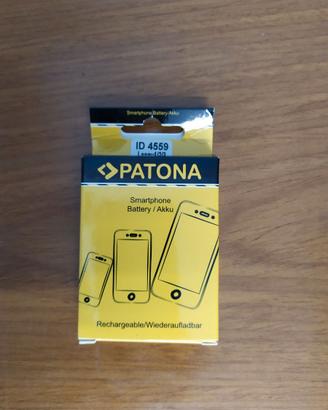 Smartphone Battery-Akku
ID 4559
PATONA
Smartphone
Battery / Akku
Rechargeable/Wiederaufladbar